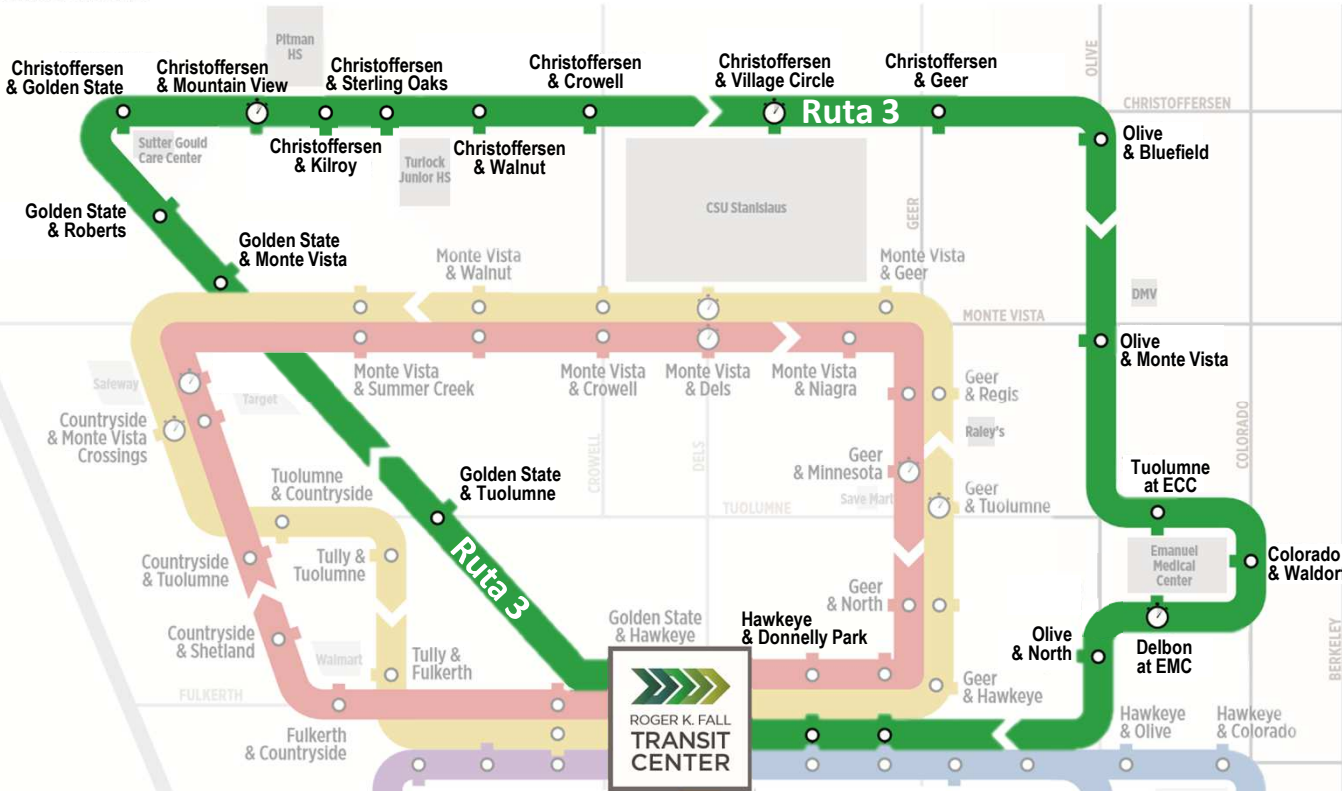 Pitman
HS
OLIVE
Christoffersen
& Golden State
Christoffersen
& Mountain View
Christoffersen
& Sterling Oaks
Christoffersen
& Crowell
Christoffersen
& Village Circle
Christoffersen
& Geer
Ruta 3
CHRISTOFFERSEN
Sutter Gould
Care Center
Christoffersen
& Kilroy
Turlock
Junior HS
Christoffersen
& Walnut
Olive
& Bluefield
CSU Stanislaus
GEER
Golden State
& Roberts
Golden State
& Monte Vista
Monte Vista
& Walnut
Monte Vista
& Geer
DMV
MONTE VISTA
Olive
& Monte Vista
Safeway
Target
Monte Vista
& Summer Creek
Monte Vista
& Crowell
Monte Vista
& Dels
Monte Vista
& Niagra
Geer
& Regis
Countryside
& Monte Vista
Crossings
CROWELL
DELS
Raley's
COLORADO
Tuolumne
& Countryside
Golden State
& Tuolumne
Geer
& Minnesota
Save Mart
Geer
& Tuolumne
Tuolumne
at ECC
TUOLUMNE
Countryside
& Tuolumne
Tully &
Tuolumne
Ruta 3
Emanuel
Medical
Center
Colorado
& Waldor
Geer
& North
Countryside
& Shetland
Walmart
Tully &
Fulkerth
Golden State
& Hawkeye
Hawkeye
& Donnelly Park
Olive
& North
Delbon
at EMC
BERKELEY
FULKERTH
Geer
& Hawkeye
Fulkerth
& Countryside
ROGER K. FALL
TRANSIT
CENTER
Hawkeye
& Olive
Hawkeye
& Colorado